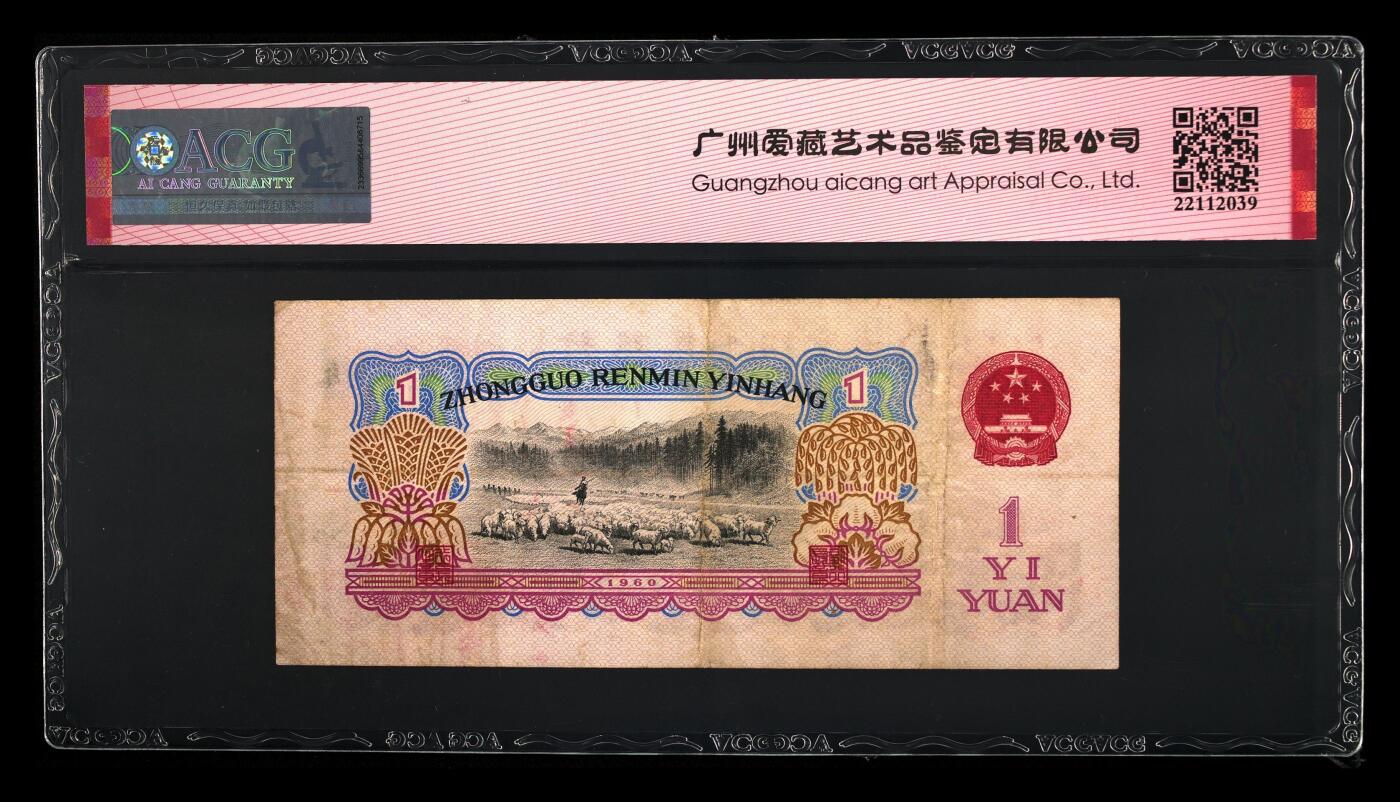 ACG
AI CANG GUARANTY
广州爱藏艺术品鉴定有限公司
Guangzhou aicang art Appraisal Co., Ltd.
22112039
1
ZHONGGUO RENMIN YINHANG
1
1960
1
YI
YUAN